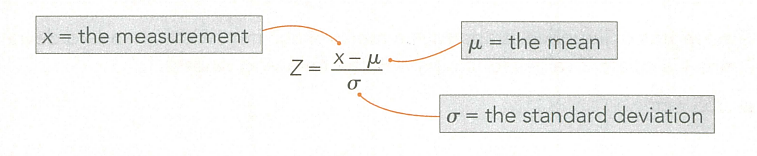 x = the measurement
μ = the mean
Z = x − μ / σ
σ = the standard deviation